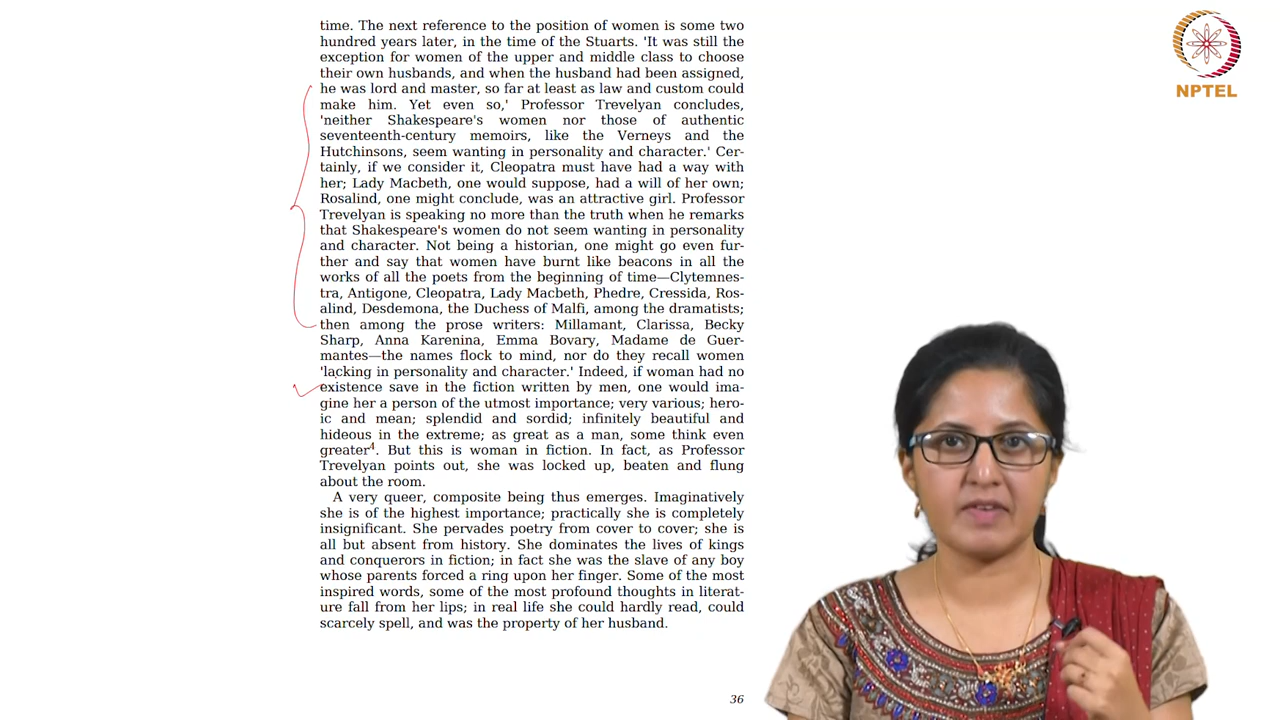 time. The next reference to the position of women is some two
hundred years later, in the time of the Stuarts. 'It was still the
exception for women of the upper and middle class to choose
their own husbands, and when the husband had been assigned,
he was lord and master, so far at least as law and custom could
make him. Yet even so,' Professor Trevelyan concludes,
'neither Shakespeare's women nor those of authentic
seventeenth-century memoirs, like the Verneys and the
Hutchinsons, seem wanting in personality and character.' Cer-
tainly, if we consider it, Cleopatra must have had a way with
her; Lady Macbeth, one would suppose, had a will of her own;
Rosalind, one might conclude, was an attractive girl. Professor
Trevelyan is speaking no more than the truth when he remarks
that Shakespeare's women do not seem wanting in personality
and character. Not being a historian, one might go even fur-
ther and say that women have burnt like beacons in all the
works of all the poets from the beginning of time—Clytemnes-
tra, Antigone, Cleopatra, Lady Macbeth, Phedre, Cressida, Ros-
alind, Desdemona, the Duchess of Malfi, among the dramatists;
then among the prose writers: Millamant, Clarissa, Becky
Sharp, Anna Karenina, Emma Bovary, Madame de Guer-
mantes—the names flock to mind, nor do they recall women
'lacking in personality and character.' Indeed, if woman had no
existence save in the fiction written by men, one would ima-
gine her a person of the utmost importance; very various; hero-
ic and mean; splendid and sordid; infinitely beautiful and
hideous in the extreme; as great as a man, some think even
greater⁴. But this is woman in fiction. In fact, as Professor
Trevelyan points out, she was locked up, beaten and flung
about the room.
A very queer, composite being thus emerges. Imaginatively
she is of the highest importance; practically she is completely
insignificant. She pervades poetry from cover to cover; she is
all but absent from history. She dominates the lives of kings
and conquerors in fiction; in fact she was the slave of any boy
whose parents forced a ring upon her finger. Some of the most
inspired words, some of the most profound thoughts in literat-
ure fall from her lips; in real life she could hardly read, could
scarcely spell, and was the property of her husband.
36
NPTEL